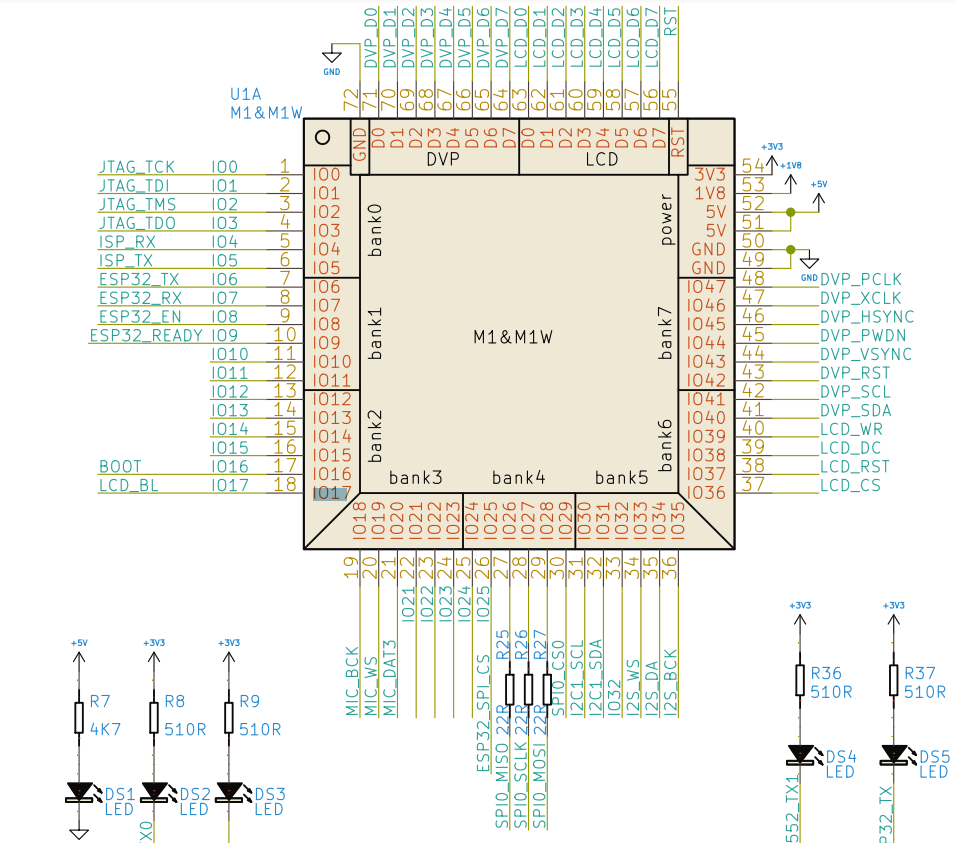 DVP_D0 DVP_D1 DVP_D2 DVP_D3 DVP_D4 DVP_D5 DVP_D6 DVP_D7 LCD_D0 LCD_D1 LCD_D2 LCD_D3 LCD_D4 LCD_D5 LCD_D6 LCD_D7 RST
GND
72 71 70 69 68 67 66 65 64 63 62 61 60 59 58 57 56 55
U1A
M1&M1W
GND D0 D1 D2 D3 D4 D5 D6 D7 D0 D1 D2 D3 D4 D5 D6 D7 RST
DVP LCD
JTAG_TCK IO0 1 IO0
JTAG_TDI IO1 2 IO1
JTAG_TMS IO2 3 IO2
JTAG_TDO IO3 4 IO3
ISP_RX IO4 5 IO4
ISP_TX IO5 6 IO5
ESP32_TX IO6 7 IO6
ESP32_RX IO7 8 IO7
ESP32_EN IO8 9 IO8
ESP32_READY IO9 10 IO9
IO10 11 IO10
IO11 12 IO11
IO12 13 IO12
IO13 14 IO13
IO14 15 IO14
IO15 16 IO15
BOOT IO16 17 IO16
LCD_BL IO17 18 IO17
bank0
bank1
bank2
M1&M1W
bank3 bank4 bank5
power
bank7
bank6
3V3 54 +3V3
1V8 53 +1V8
5V 52 +5V
5V 51
GND 50
GND 49 GND
IO47 48 DVP_PCLK
IO46 47 DVP_XCLK
IO45 46 DVP_HSYNC
IO44 45 DVP_PWDN
IO43 44 DVP_VSYNC
IO42 43 DVP_RST
IO41 42 DVP_SCL
IO40 41 DVP_SDA
IO39 40 LCD_WR
IO38 39 LCD_DC
IO37 38 LCD_RST
IO36 37 LCD_CS
IO18 IO19 IO20 IO21 IO22 IO23 IO24 IO25 IO26 IO27 IO28 IO29 IO30 IO31 IO32 IO33 IO34 IO35
19 20 21 22 23 24 25 26 27 28 29 30 31 32 33 34 35 36
MIC_BCK MIC_WS MIC_DAT3 IO21 IO22 IO23 IO24 IO25 ESP32_SPI_CS SPI0_MISO SPI0_SCLK SPI0_MOSI SPI0_CS0 I2C1_SCL I2C1_SDA IO32 I2S_WS I2S_DA I2S_BCK
R25 R26 R27
22R 22R 22R
+5V +3V3 +3V3
R7 R8 R9
4K7 510R 510R
DS1 DS2 DS3
LED LED LED
TX0
+3V3 +3V3
R36 R37
510R 510R
DS4 DS5
LED LED
552_TX1 P32_TX